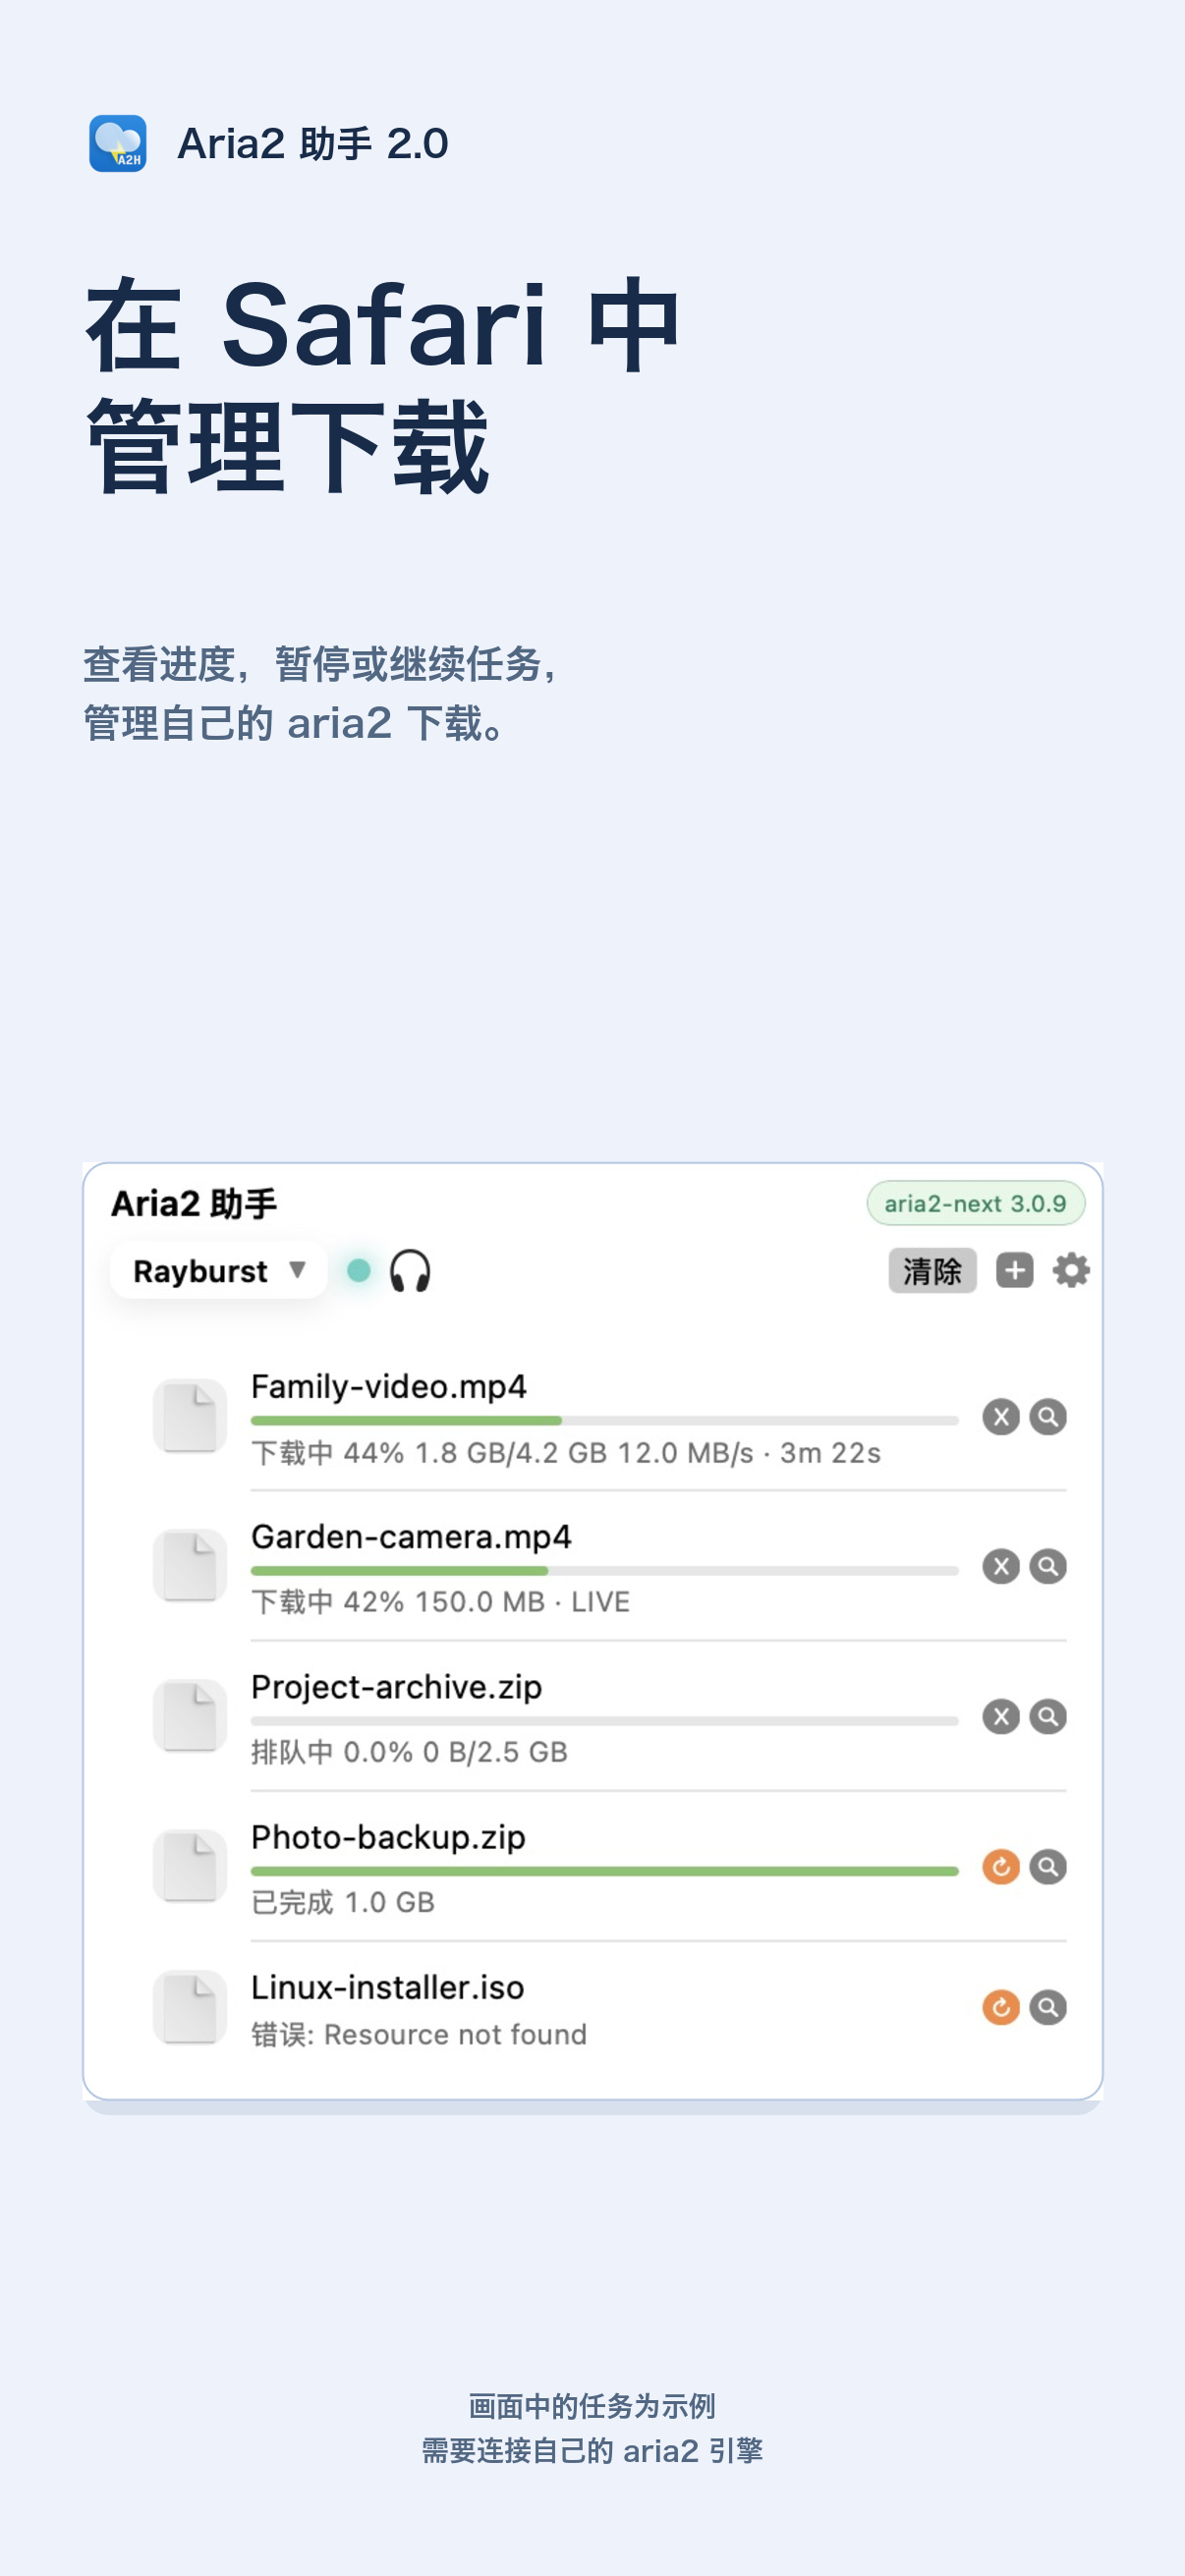 A2H
Aria2 助手 2.0
在 Safari 中
管理下载
查看进度，暂停或继续任务，
管理自己的 aria2 下载。
Aria2 助手
aria2-next 3.0.9
Rayburst ▼
清除
Family-video.mp4
下载中 44% 1.8 GB/4.2 GB 12.0 MB/s · 3m 22s
Garden-camera.mp4
下载中 42% 150.0 MB · LIVE
Project-archive.zip
排队中 0.0% 0 B/2.5 GB
Photo-backup.zip
已完成 1.0 GB
Linux-installer.iso
错误: Resource not found
画面中的任务为示例
需要连接自己的 aria2 引擎